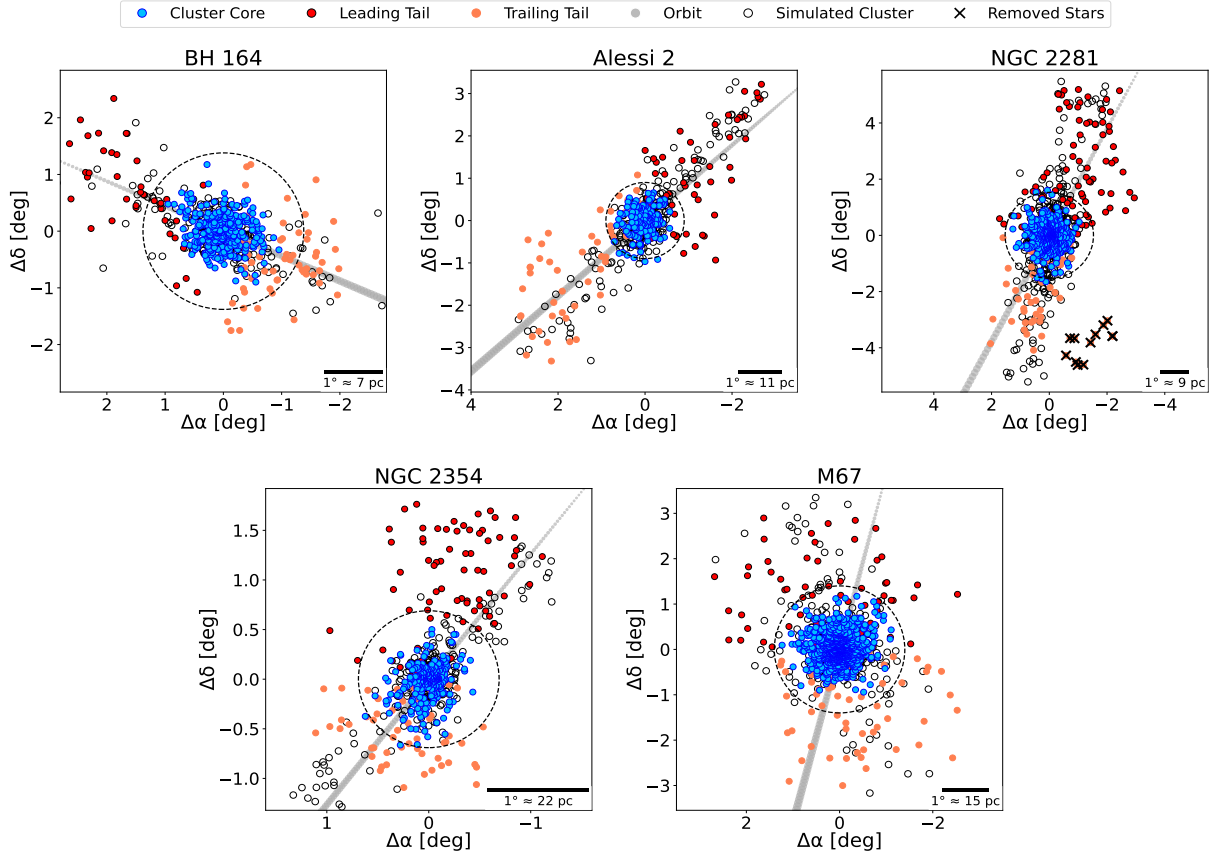 Cluster Core Leading Tail Trailing Tail Orbit Simulated Cluster Removed Stars
BH 164
2
1
0
−1
−2
2 1 0 −1 −2
Δδ [deg]
Δα [deg]
1° ≈ 7 pc
Alessi 2
3
2
1
0
−1
−2
−3
−4
4 2 0 −2
Δδ [deg]
Δα [deg]
1° ≈ 11 pc
NGC 2281
4
2
0
−2
−4
4 2 0 −2 −4
Δδ [deg]
Δα [deg]
1° ≈ 9 pc
NGC 2354
1.5
1.0
0.5
0.0
−0.5
−1.0
1 0 −1
Δδ [deg]
Δα [deg]
1° ≈ 22 pc
M67
3
2
1
0
−1
−2
−3
2 0 −2
Δδ [deg]
Δα [deg]
1° ≈ 15 pc